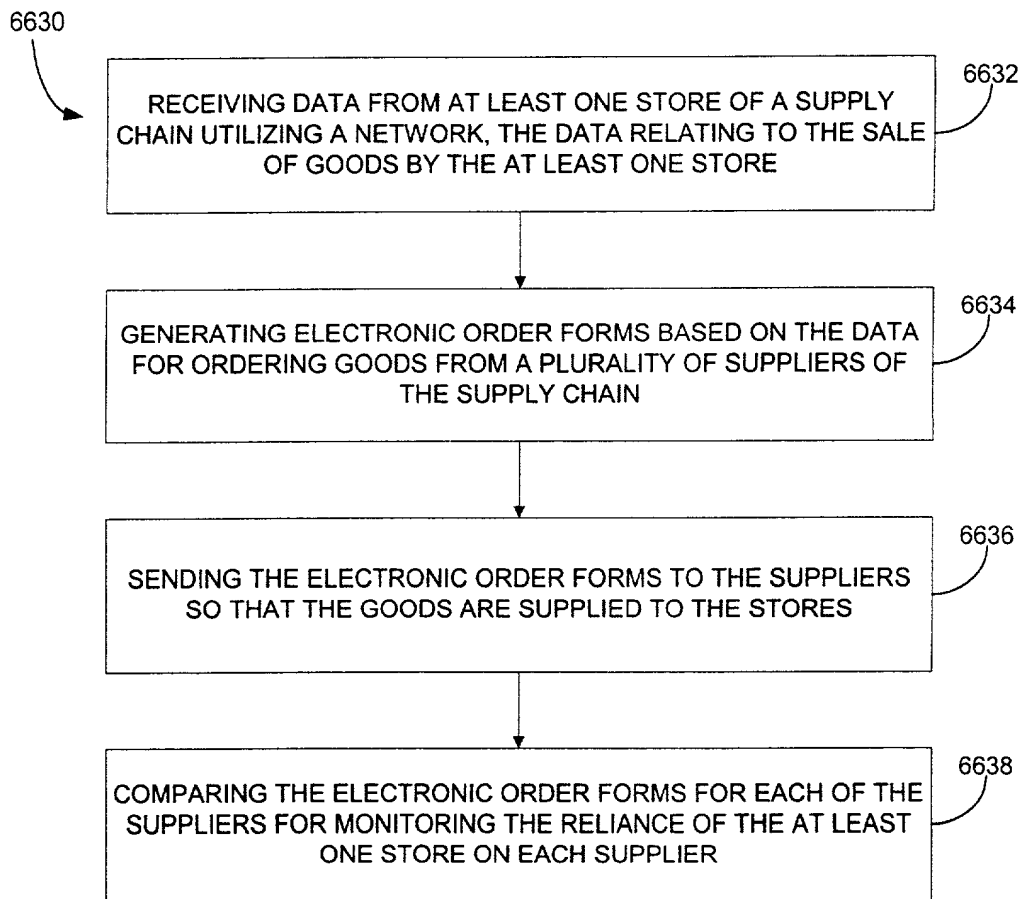 6630
6632
RECEIVING DATA FROM AT LEAST ONE STORE OF A SUPPLY
CHAIN UTILIZING A NETWORK, THE DATA RELATING TO THE SALE
OF GOODS BY THE AT LEAST ONE STORE
6634
GENERATING ELECTRONIC ORDER FORMS BASED ON THE DATA
FOR ORDERING GOODS FROM A PLURALITY OF SUPPLIERS OF
THE SUPPLY CHAIN
6636
SENDING THE ELECTRONIC ORDER FORMS TO THE SUPPLIERS
SO THAT THE GOODS ARE SUPPLIED TO THE STORES
6638
COMPARING THE ELECTRONIC ORDER FORMS FOR EACH OF THE
SUPPLIERS FOR MONITORING THE RELIANCE OF THE AT LEAST
ONE STORE ON EACH SUPPLIER